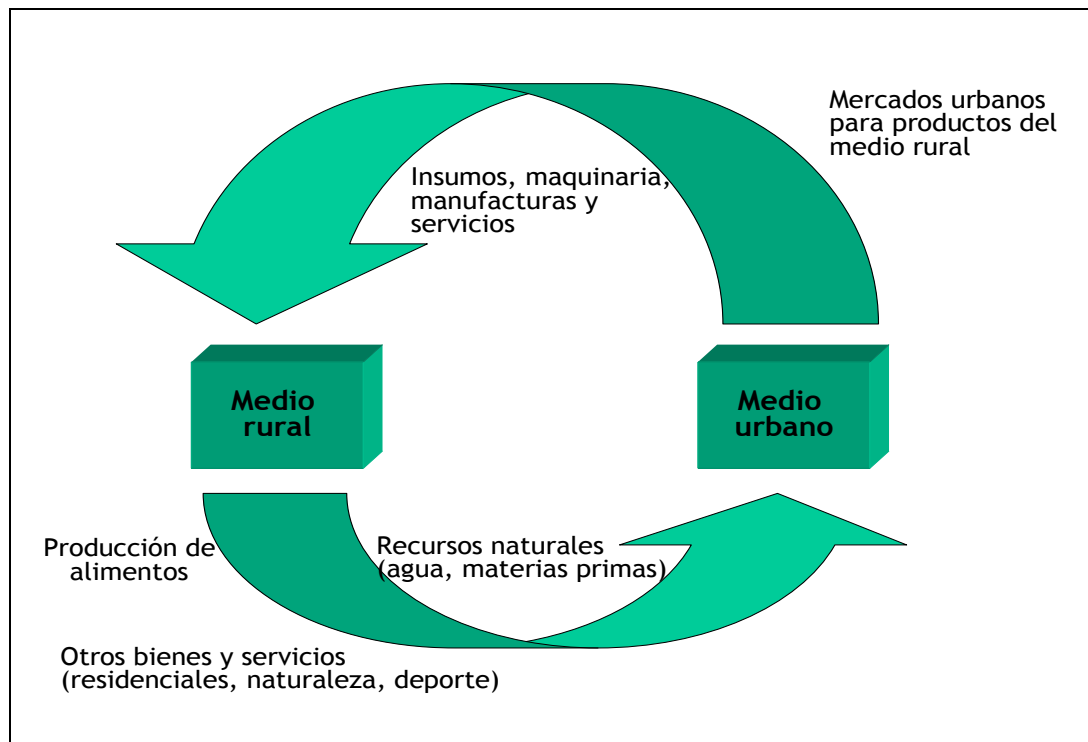 Mercados urbanos
para productos del
medio rural
Insumos, maquinaria,
manufacturas y
servicios
Medio
rural
Medio
urbano
Producción de
alimentos
Recursos naturales
(agua, materias primas)
Otros bienes y servicios
(residenciales, naturaleza, deporte)